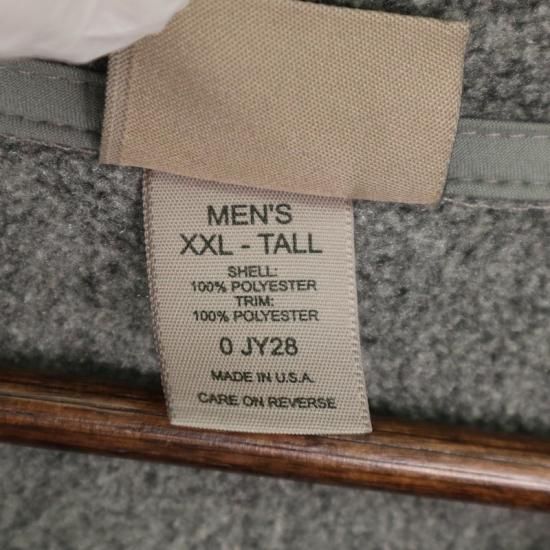 MEN'S
XXL - TALL
SHELL:
100% POLYESTER
TRIM:
100% POLYESTER
0 JY28
MADE IN U.S.A.
CARE ON REVERSE